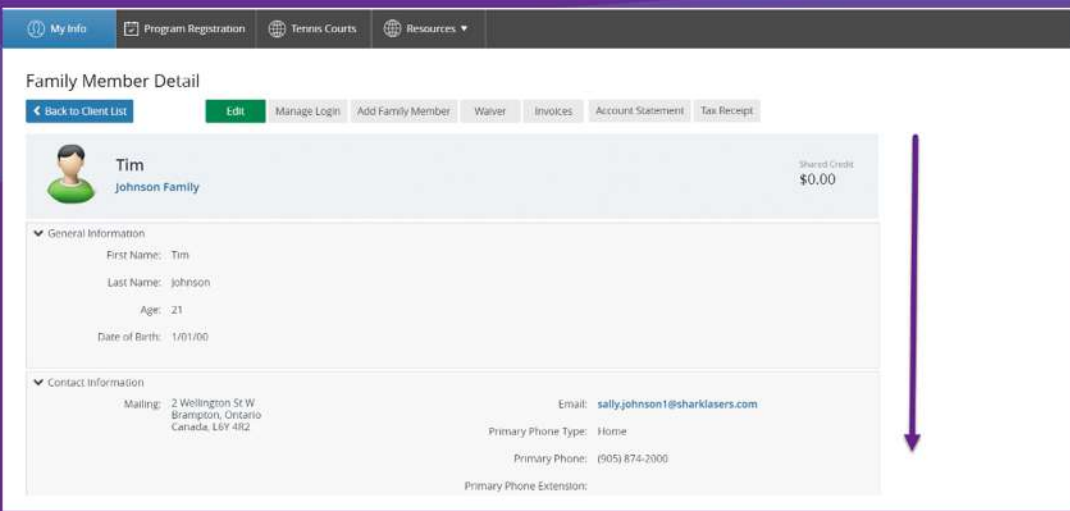 My Info Program Registration Tennis Courts Resources
Family Member Detail
Back to Client List Edit Manage Login Add Family Member Waiver Invoices Account Statement Tax Receipt
Tim
Johnson Family
Shared Credit
$0.00
General Information
First Name: Tim
Last Name: Johnson
Age: 21
Date of Birth: 1/01/00
Contact Information
Mailing: 2 Wellington St W
Brampton, Ontario
Canada, L6Y 4R2
Email: sally.johnson1@sharklasers.com
Primary Phone Type: Home
Primary Phone: (905) 874-2000
Primary Phone Extension: